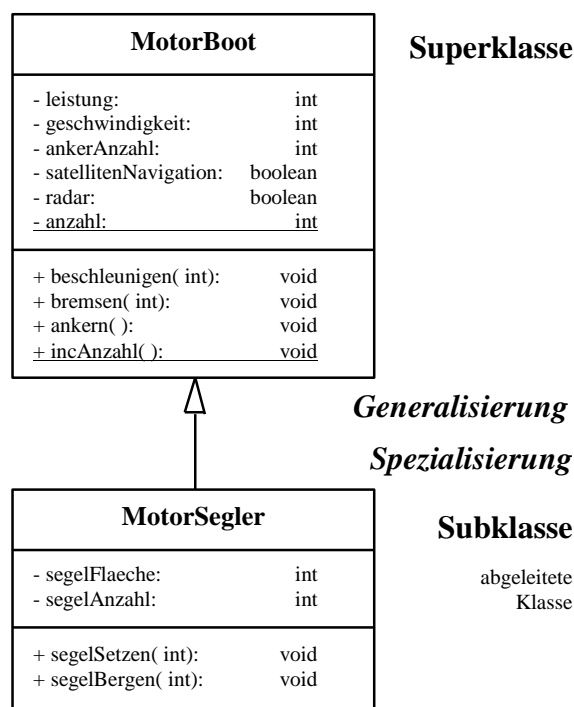 MotorBoot
Superklasse
- leistung: int
- geschwindigkeit: int
- ankerAnzahl: int
- satellitenNavigation: boolean
- radar: boolean
- anzahl: int
+ beschleunigen( int): void
+ bremsen( int): void
+ ankern( ): void
+ incAnzahl( ): void
Generalisierung
Spezialisierung
MotorSegler
Subklasse
- segelFlaeche: int
- segelAnzahl: int
abgeleitete
Klasse
+ segelSetzen( int): void
+ segelBergen( int): void